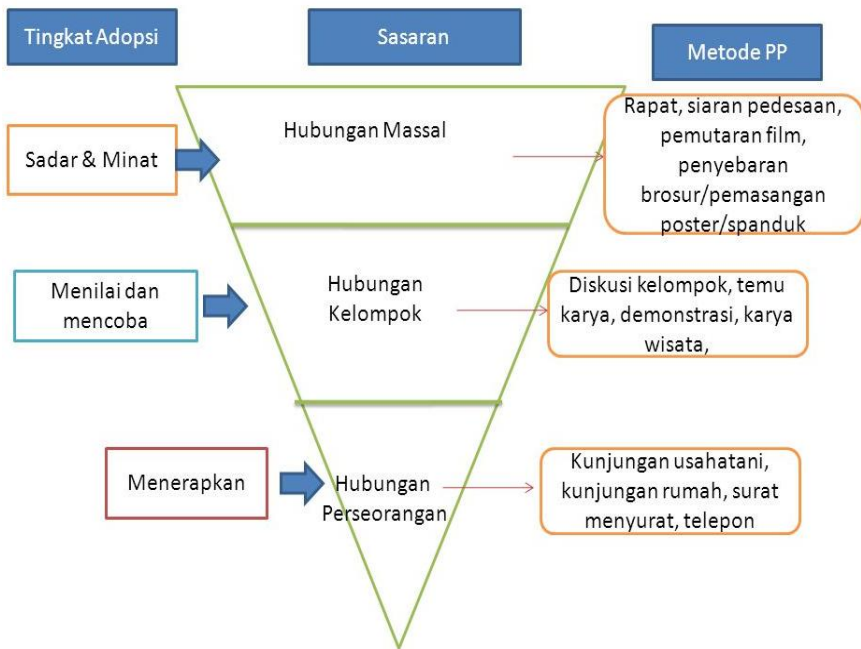 Tingkat Adopsi
Sasaran
Metode PP
Sadar & Minat
Hubungan Massal
Rapat, siaran pedesaan,
pemutaran film,
penyebaran
brosur/pemasangan
poster/spanduk
Menilai dan
mencoba
Hubungan
Kelompok
Diskusi kelompok, temu
karya, demonstrasi, karya
wisata,
Menerapkan
Hubungan
Perseorangan
Kunjungan usahatani,
kunjungan rumah, surat
menyurat, telepon